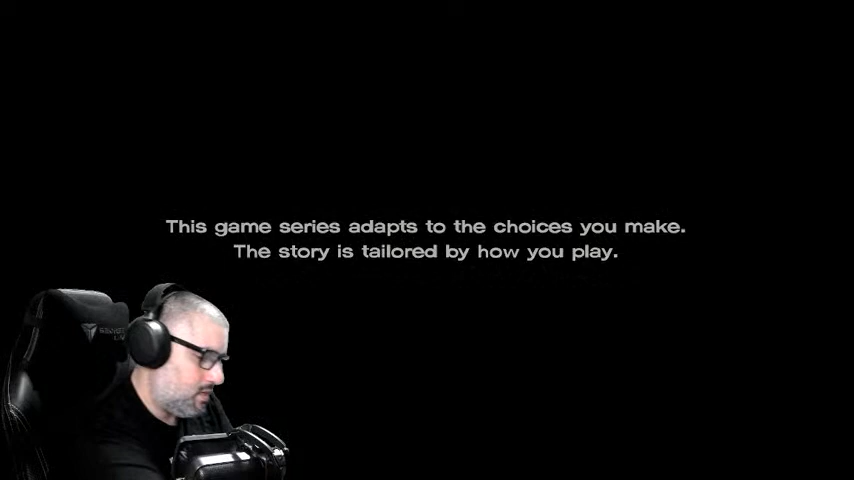 This game series adapts to the choices you make.
The story is tailored by how you play.